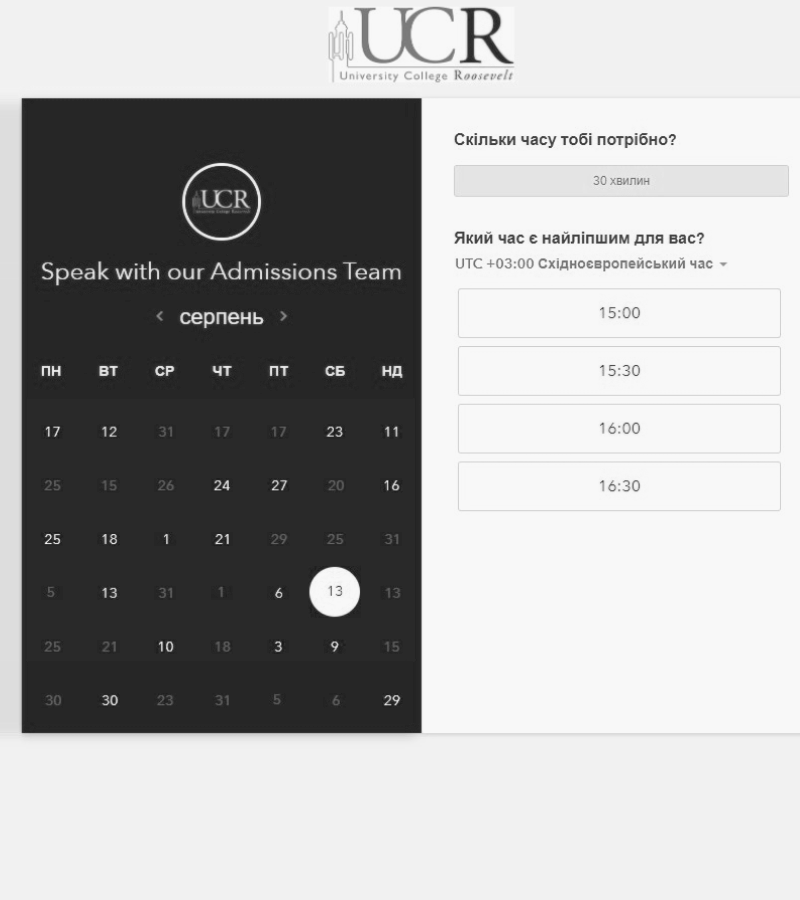 UCR
University College Roosevelt
UCR
Speak with our Admissions Team
серпень
ПН ВТ СР ЧТ ПТ СБ НД
17 12 31 17 17 23 11
25 15 26 24 27 20 16
25 18 1 21 29 25 31
5 13 31 1 6 13 13
25 21 10 18 3 9 15
30 30 23 31 5 6 29
Скільки часу тобі потрібно?
30 хвилин
Який час є найліпшим для вас?
UTC +03:00 Східноєвропейський час
15:00
15:30
16:00
16:30